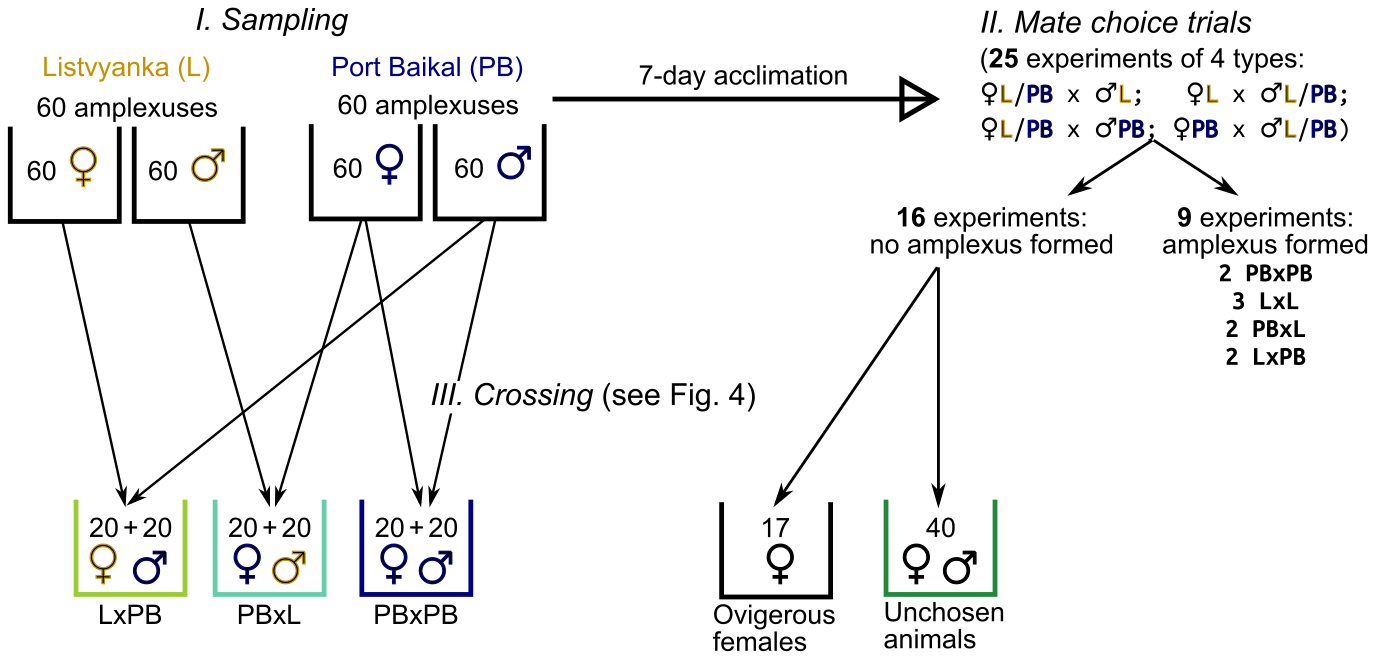 I. Sampling
Listvyanka (L)
60 amplexuses
60 ♀
60 ♂
Port Baikal (PB)
60 amplexuses
60 ♀
60 ♂
7-day acclimation
II. Mate choice trials
(25 experiments of 4 types:
♀L/PB x ♂L; ♀L x ♂L/PB;
♀L/PB x ♂PB; ♀PB x ♂L/PB)
16 experiments:
no amplexus formed
9 experiments:
amplexus formed
2 PBxPB
3 LxL
2 PBxL
2 LxPB
III. Crossing (see Fig. 4)
20 + 20
♀ ♂
LxPB
20 + 20
♀ ♂
PBxL
20 + 20
♀ ♂
PBxPB
17
♀
Ovigerous
females
40
♀ ♂
Unchosen
animals